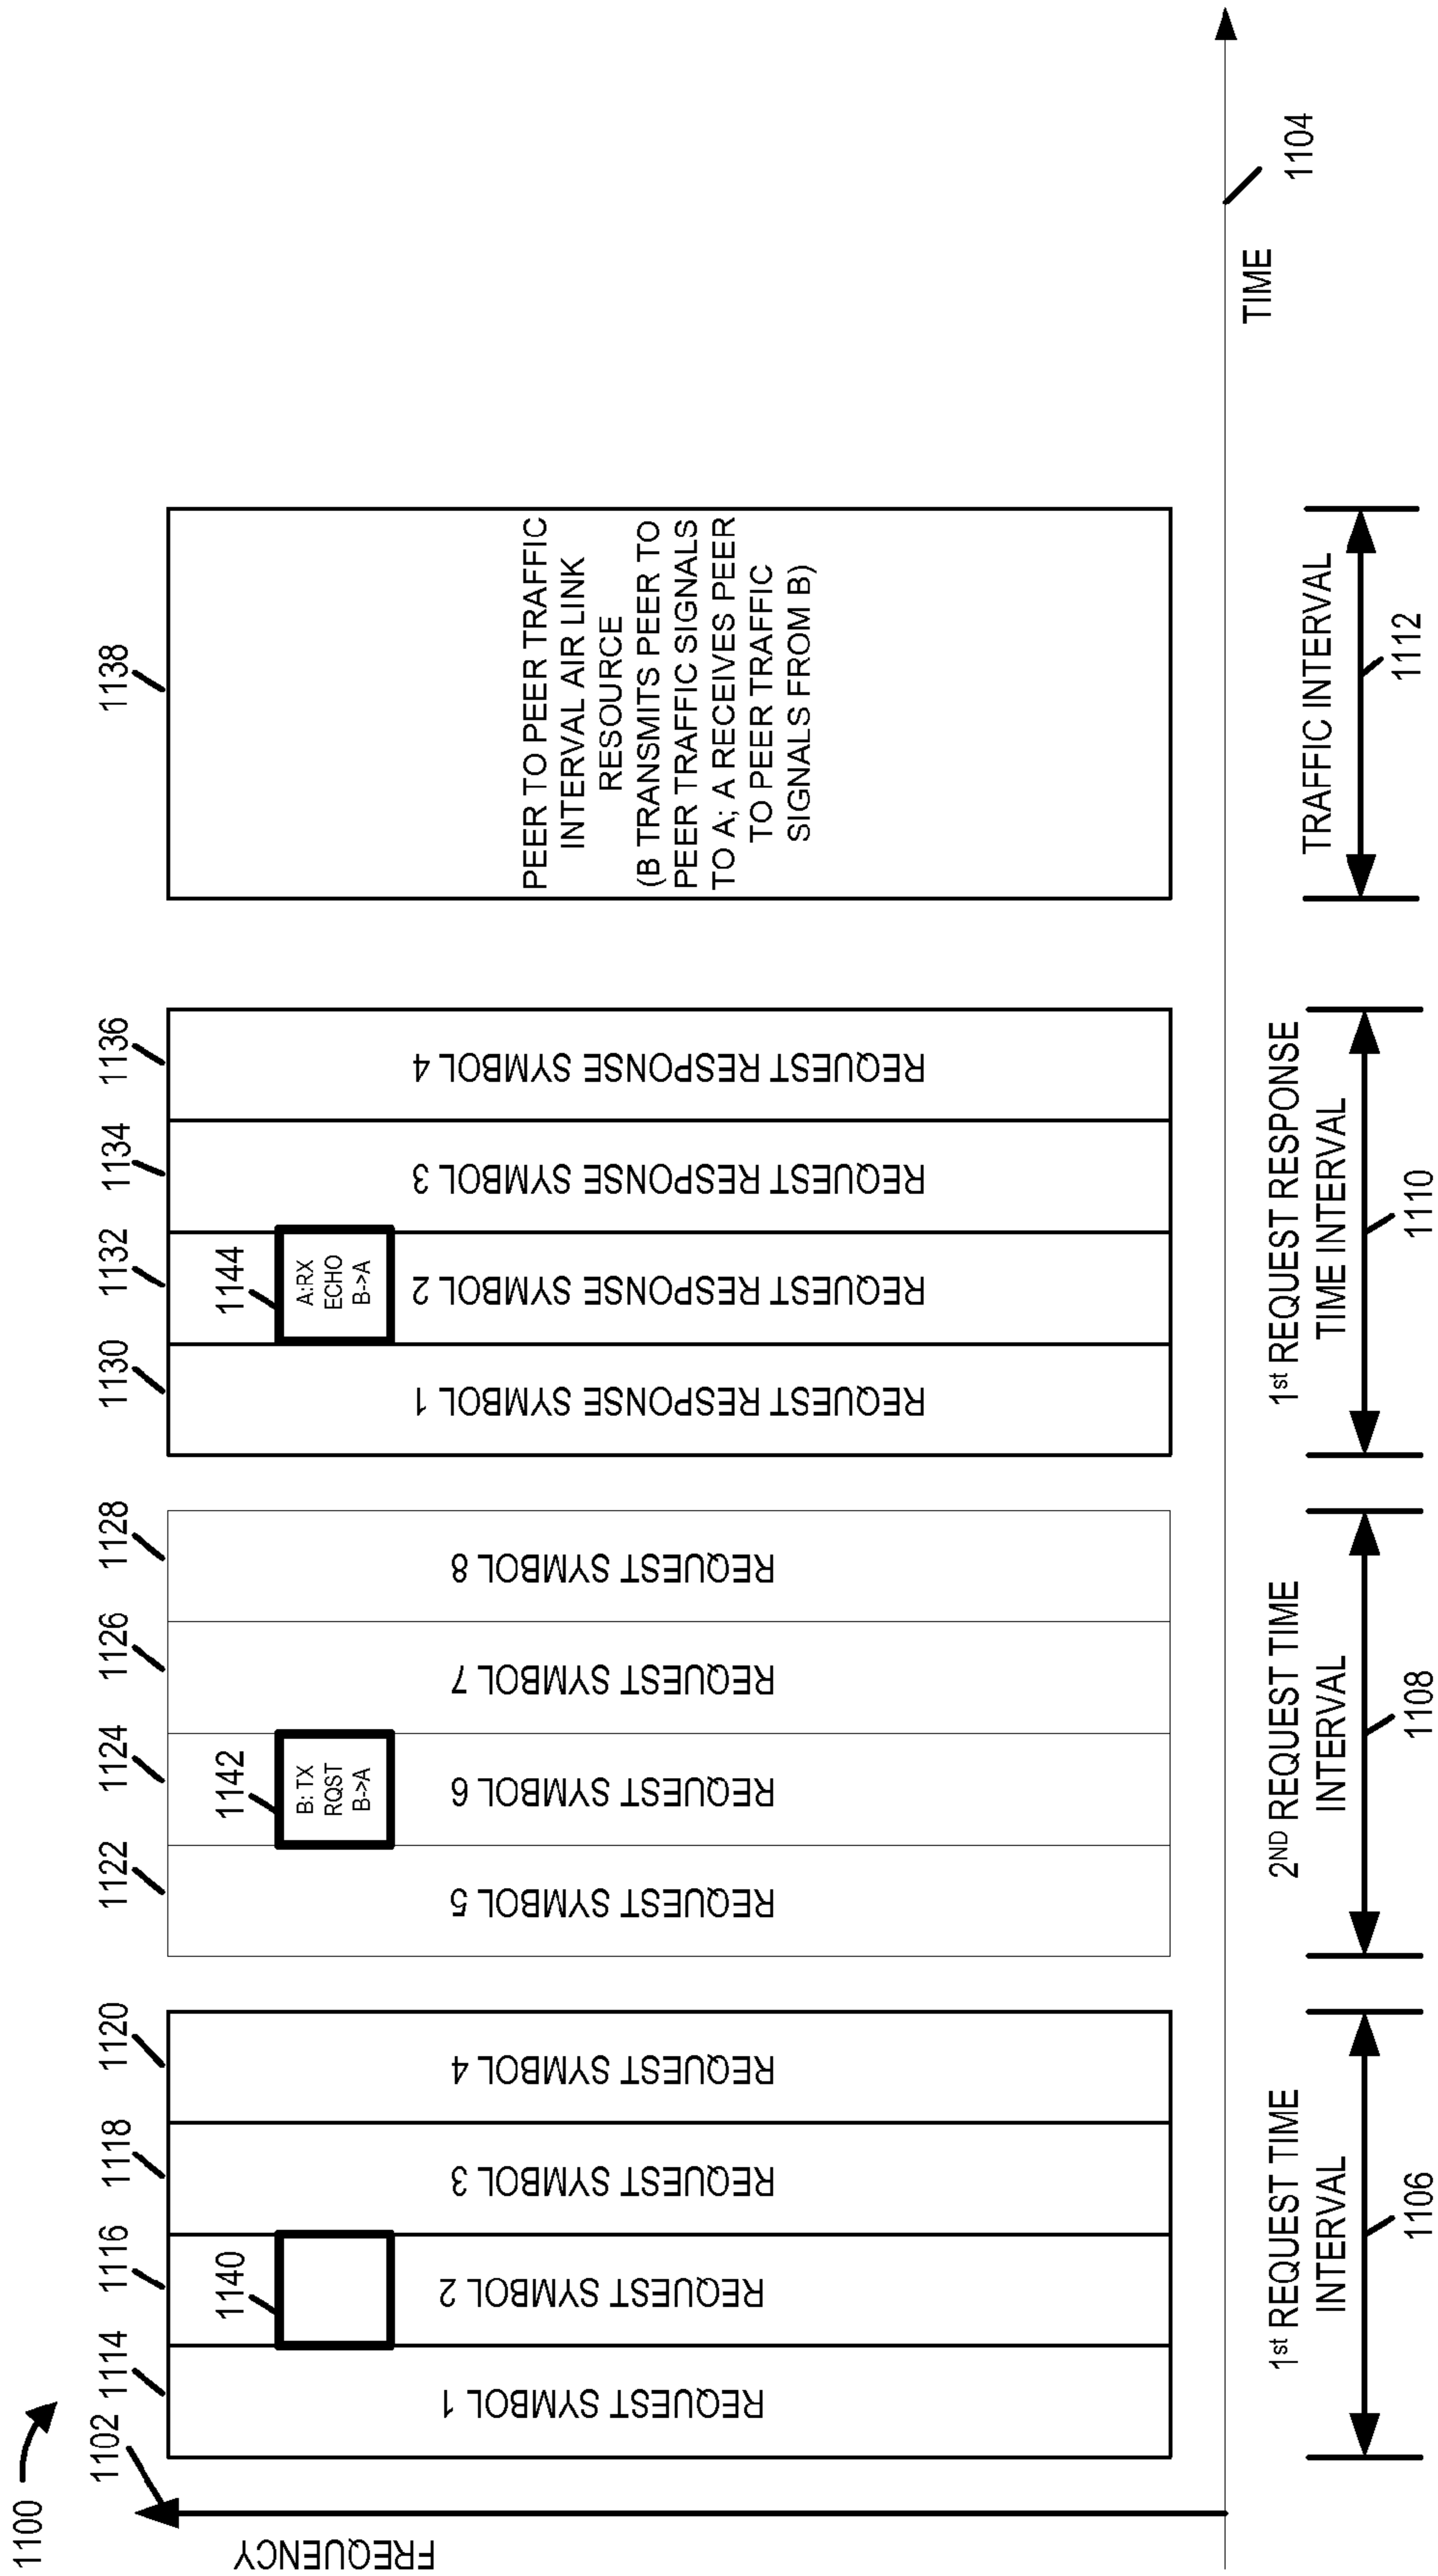 1100
1102
FREQUENCY
1114
1116
1118
1120
1140
REQUEST SYMBOL 1
REQUEST SYMBOL 2
REQUEST SYMBOL 3
REQUEST SYMBOL 4
1122
1124
1126
1128
1142
B: TX
RQST
B->A
REQUEST SYMBOL 5
REQUEST SYMBOL 6
REQUEST SYMBOL 7
REQUEST SYMBOL 8
1130
1132
1134
1136
1144
A:RX
ECHO
B->A
REQUEST RESPONSE SYMBOL 1
REQUEST RESPONSE SYMBOL 2
REQUEST RESPONSE SYMBOL 3
REQUEST RESPONSE SYMBOL 4
1138
PEER TO PEER TRAFFIC
INTERVAL AIR LINK
RESOURCE
(B TRANSMITS PEER TO
PEER TRAFFIC SIGNALS
TO A; A RECEIVES PEER
TO PEER TRAFFIC
SIGNALS FROM B)
TIME
1104
1st REQUEST TIME
INTERVAL
1106
2ND REQUEST TIME
INTERVAL
1108
1st REQUEST RESPONSE
TIME INTERVAL
1110
TRAFFIC INTERVAL
1112